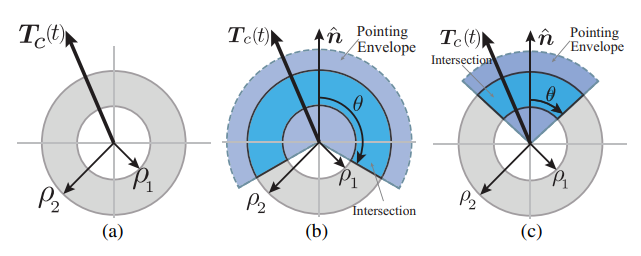 T_c(t)
ρ_2
ρ_1
(a)
T_c(t)
n̂
Pointing
Envelope
θ
ρ_1
ρ_2
Intersection
(b)
T_c(t)
n̂
Pointing
Envelope
Intersection
θ
ρ_1
ρ_2
(c)